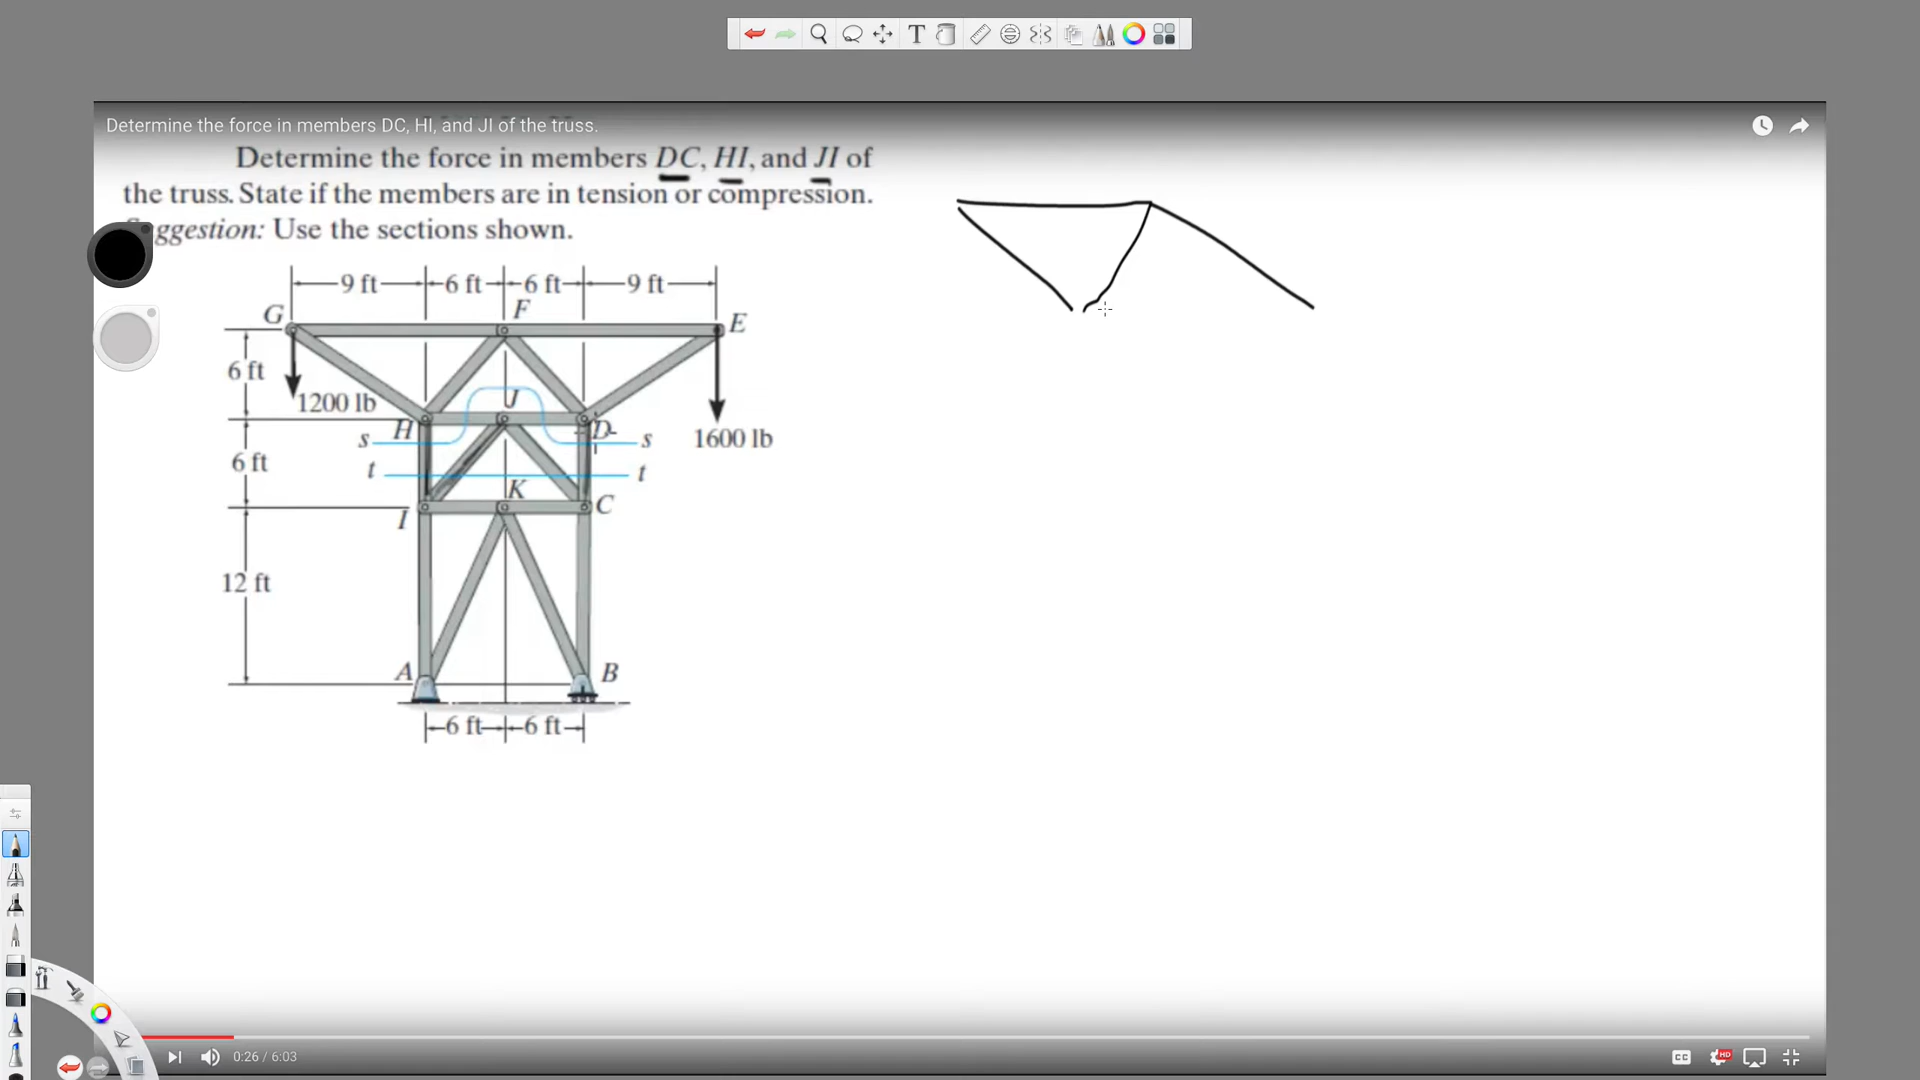 T
Determine the force in members DC, HI, and JI of the truss.
Determine the force in members DC, HI, and JI of
the truss. State if the members are in tension or compression.
ggestion: Use the sections shown.
9 ft 6 ft 6 ft 9 ft
G F E
6 ft
1200 lb J
H D
s s 1600 lb
6 ft t t
K
I C
12 ft
A B
6 ft 6 ft
0:26 / 6:03 CC HD